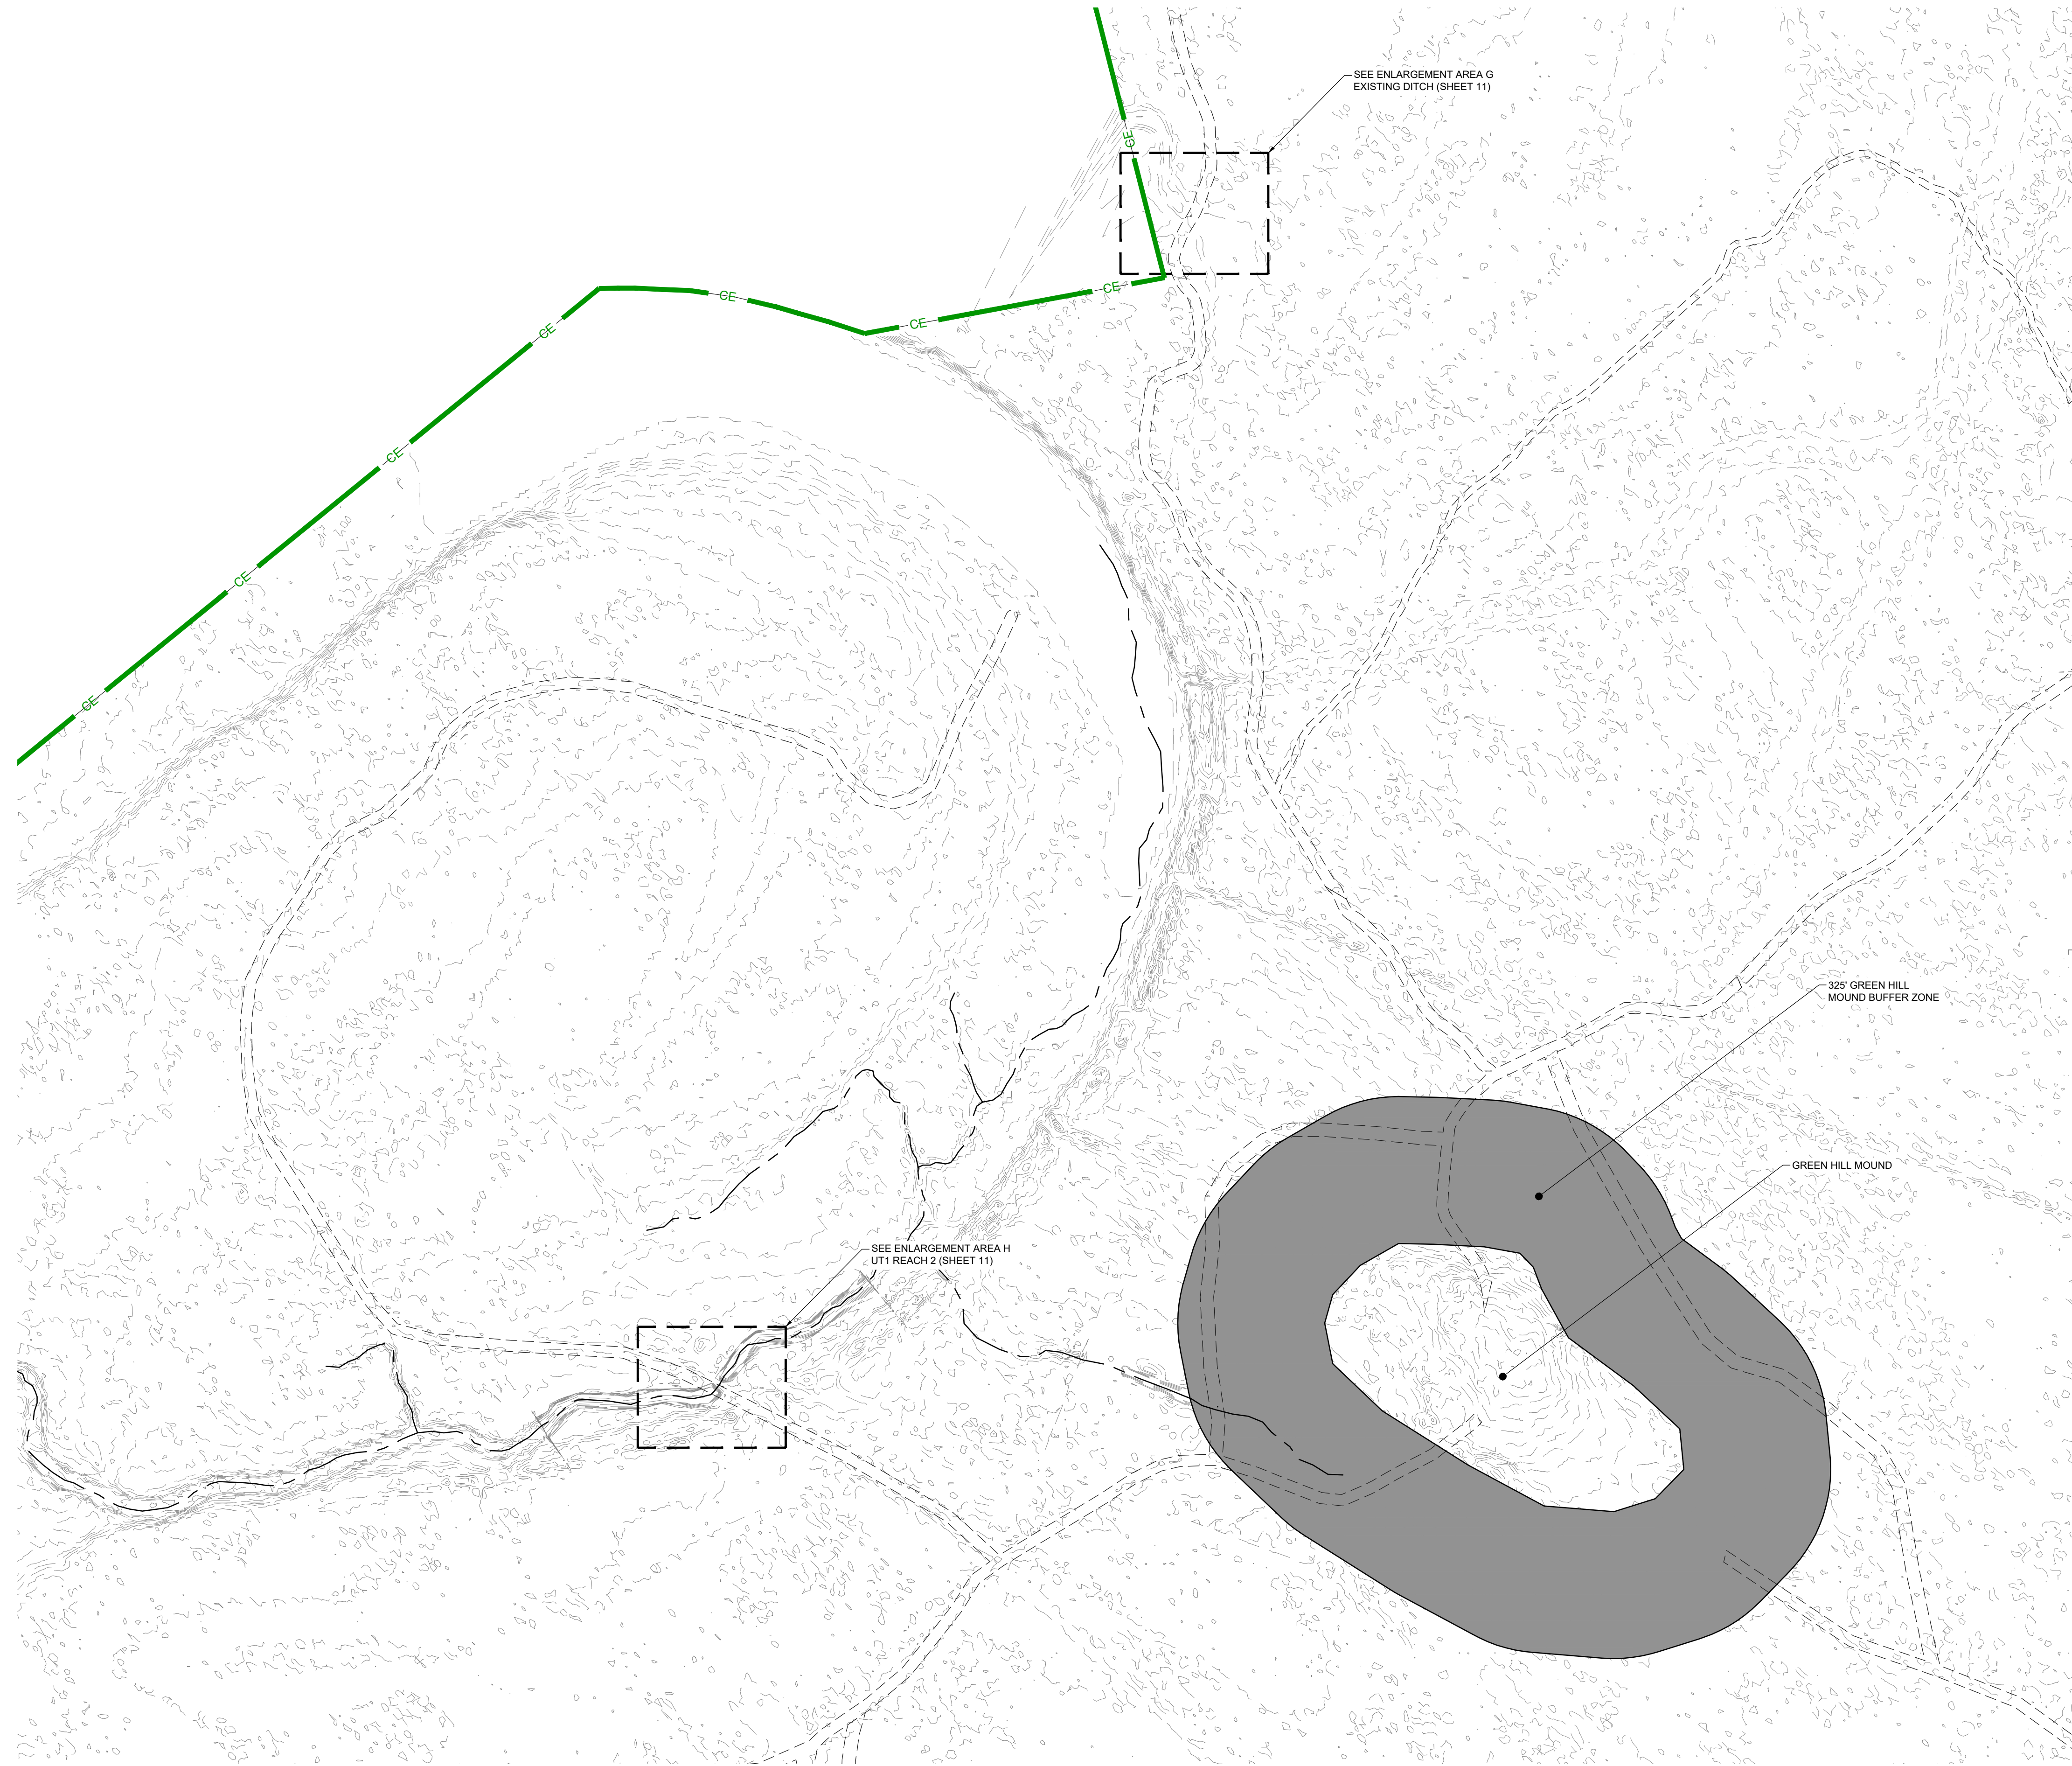 SEE ENLARGEMENT AREA G
EXISTING DITCH (SHEET 11)
CE
CE
CE
CE
CE
CE
CE
CE
325' GREEN HILL
MOUND BUFFER ZONE
GREEN HILL MOUND
SEE ENLARGEMENT AREA H
UT1 REACH 2 (SHEET 11)